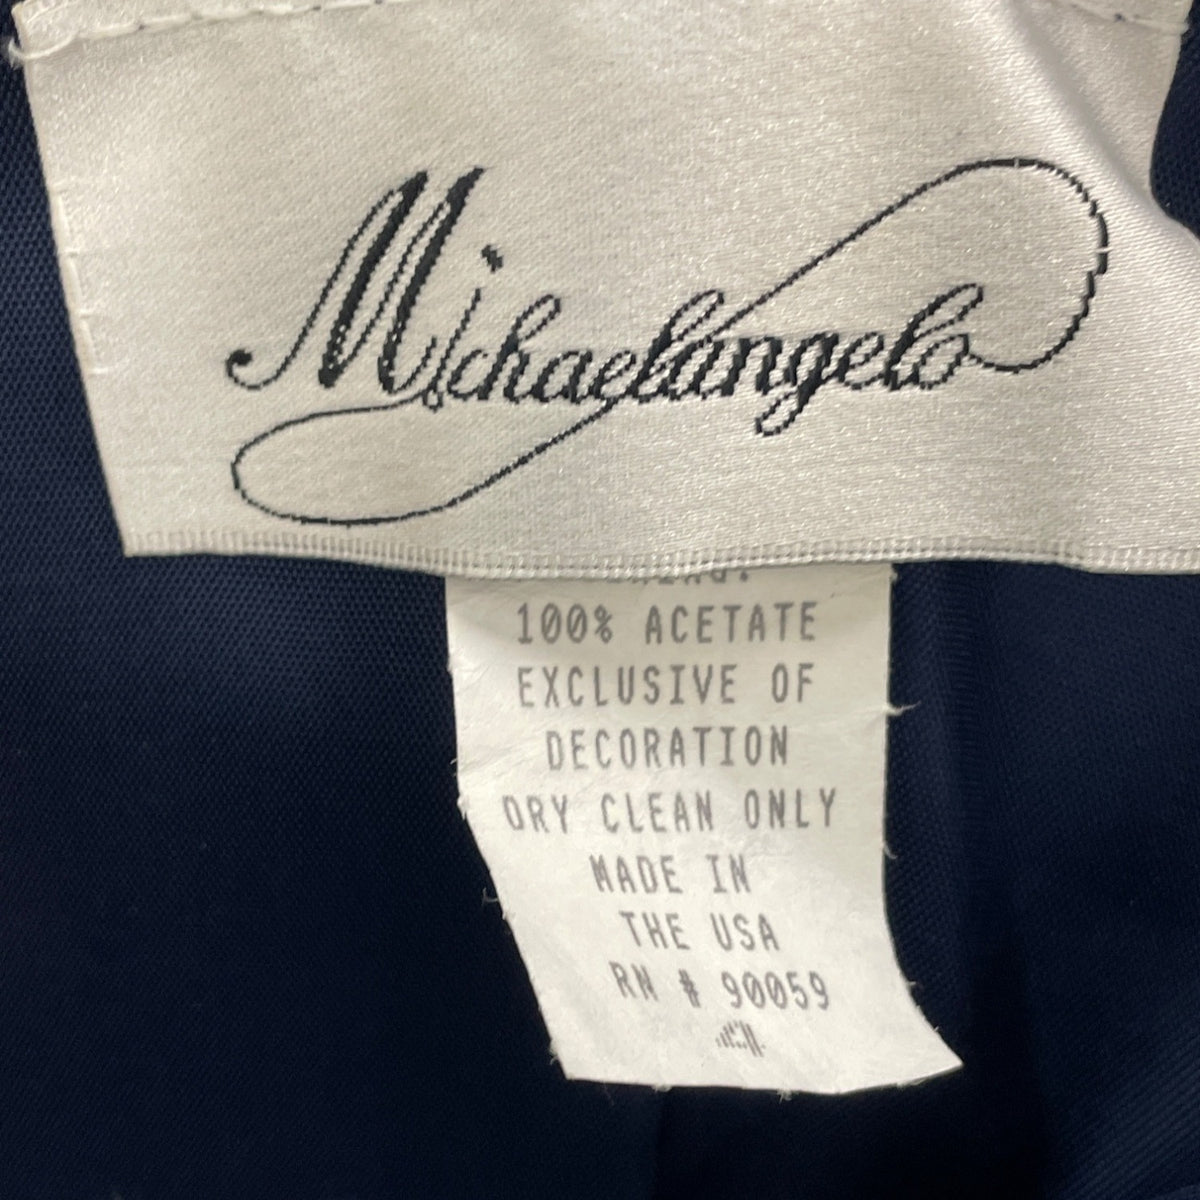 Michaelangelo
100% ACETATE
EXCLUSIVE OF
DECORATION
DRY CLEAN ONLY
MADE IN
THE USA
RN # 90059